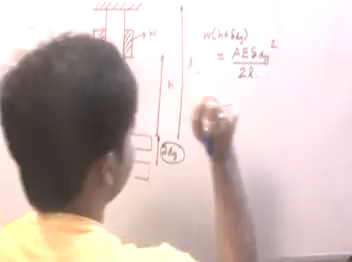 W
W(h+δdy)
= AEδdy²
2l
h
l
δdy